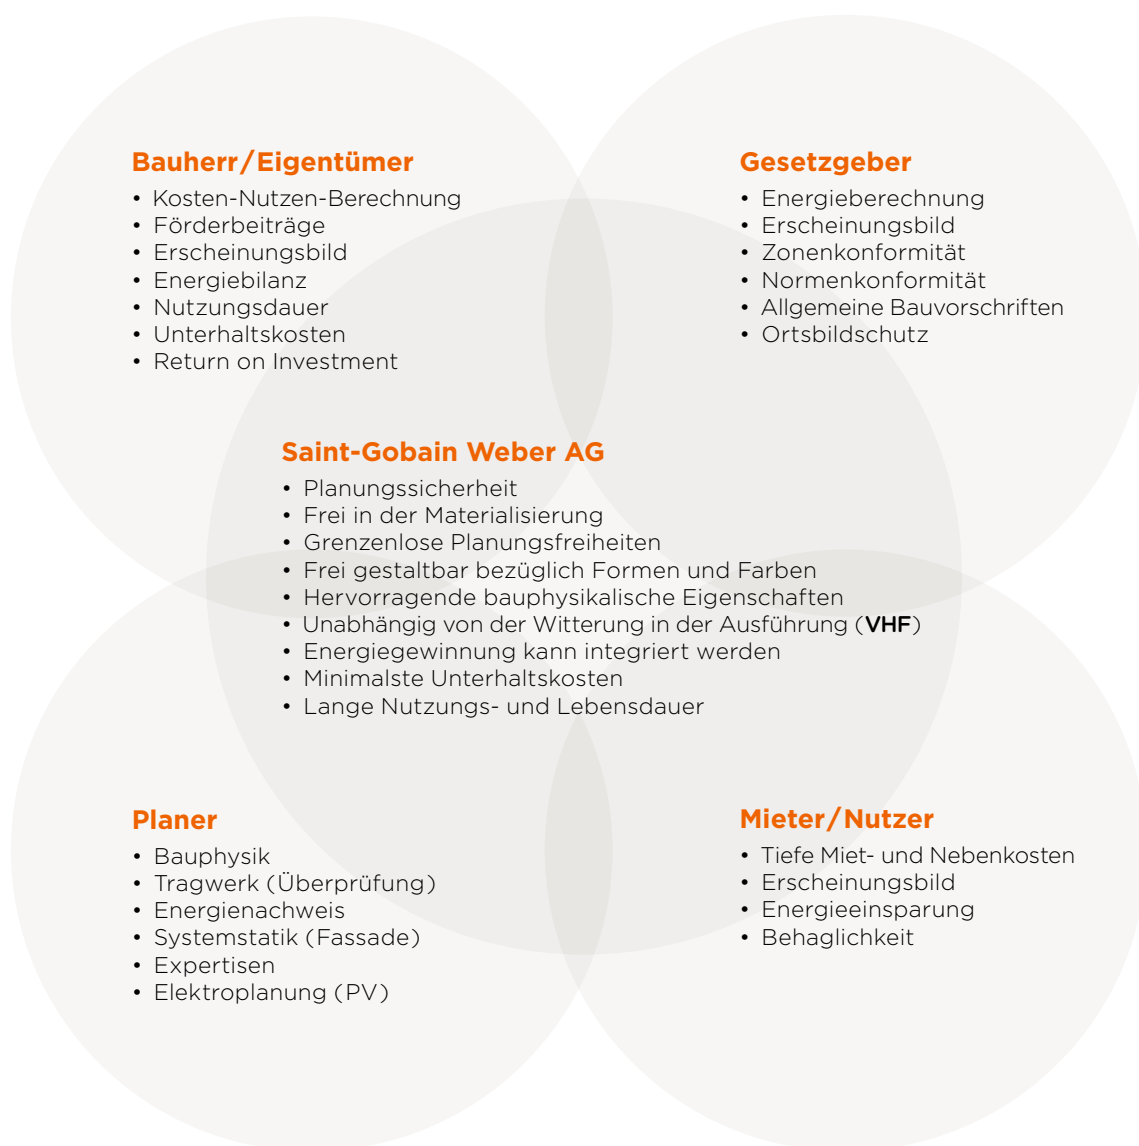 Bauherr/Eigentümer
• Kosten-Nutzen-Berechnung
• Förderbeiträge
• Erscheinungsbild
• Energiebilanz
• Nutzungsdauer
• Unterhaltskosten
• Return on Investment
Gesetzgeber
• Energieberechnung
• Erscheinungsbild
• Zonenkonformität
• Normenkonformität
• Allgemeine Bauvorschriften
• Ortsbildschutz
Saint-Gobain Weber AG
• Planungssicherheit
• Frei in der Materialisierung
• Grenzenlose Planungsfreiheiten
• Frei gestaltbar bezüglich Formen und Farben
• Hervorragende bauphysikalische Eigenschaften
• Unabhängig von der Witterung in der Ausführung (VHF)
• Energiegewinnung kann integriert werden
• Minimalste Unterhaltskosten
• Lange Nutzungs- und Lebensdauer
Planer
• Bauphysik
• Tragwerk (Überprüfung)
• Energienachweis
• Systemstatik (Fassade)
• Expertisen
• Elektroplanung (PV)
Mieter/Nutzer
• Tiefe Miet- und Nebenkosten
• Erscheinungsbild
• Energieeinsparung
• Behaglichkeit